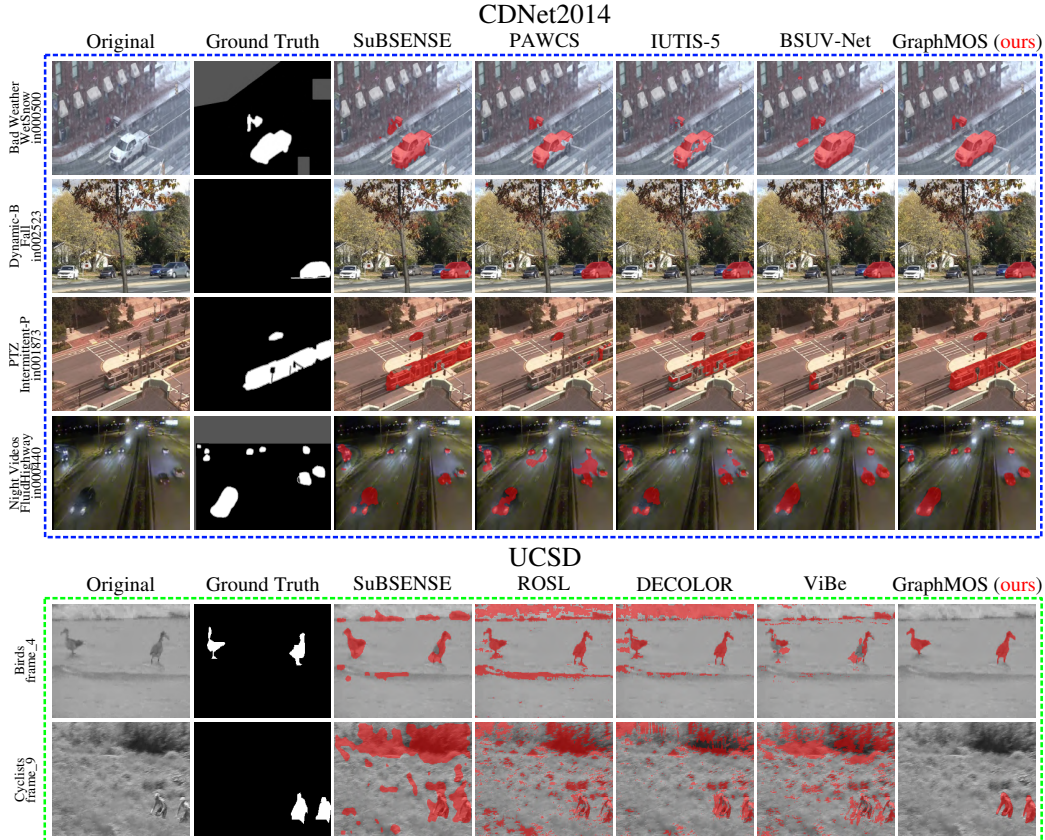 CDNet2014
Original Ground Truth SuBSENSE PAWCS IUTIS-5 BSUV-Net GraphMOS (ours)
Bad Weather
WetSnow
in000500
Dynamic-B
Fall
in002523
PTZ
Intermittent-P
in001873
Night Videos
FluidHighway
in000440
UCSD
Original Ground Truth SuBSENSE ROSL DECOLOR ViBe GraphMOS (ours)
Birds
frame_4
Cyclists
frame_9